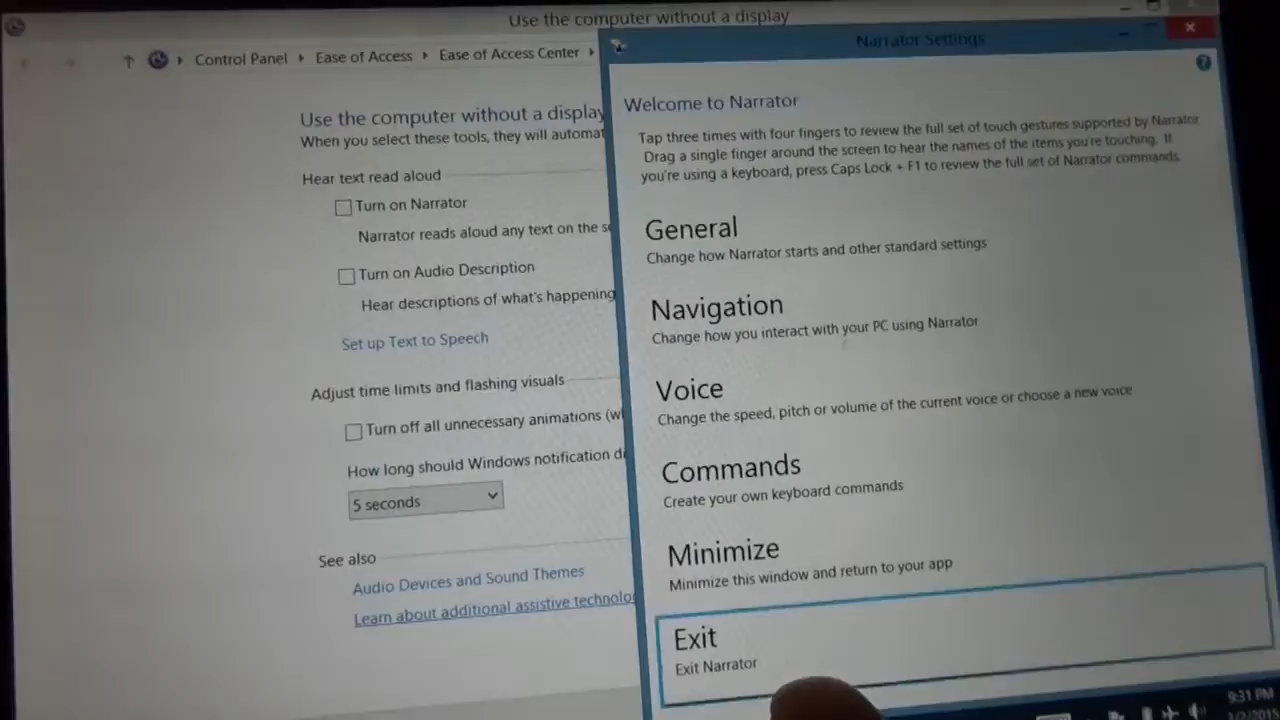 Use the computer without a display
Control Panel
Ease of Access
Ease of Access Center
Use the computer without a display
When you select these tools, they will automat
Hear text read aloud
Turn on Narrator
Narrator reads aloud any text on the s
Turn on Audio Description
Hear descriptions of what's happening
Set up Text to Speech
Adjust time limits and flashing visuals
Turn off all unnecessary animations (w
How long should Windows notification d
5 seconds
See also
Audio Devices and Sound Themes
Learn about additional assistive technolo
Narrator Settings
Welcome to Narrator
Tap three times with four fingers to review the full set of touch gestures supported by Narrator
Drag a single finger around the screen to hear the names of the items you're touching. If
you're using a keyboard, press Caps Lock + F1 to review the full set of Narrator commands.
General
Change how Narrator starts and other standard settings
Navigation
Change how you interact with your PC using Narrator
Voice
Change the speed, pitch or volume of the current voice or choose a new voice
Commands
Create your own keyboard commands
Minimize
Minimize this window and return to your app
Exit
Exit Narrator
9:31 PM